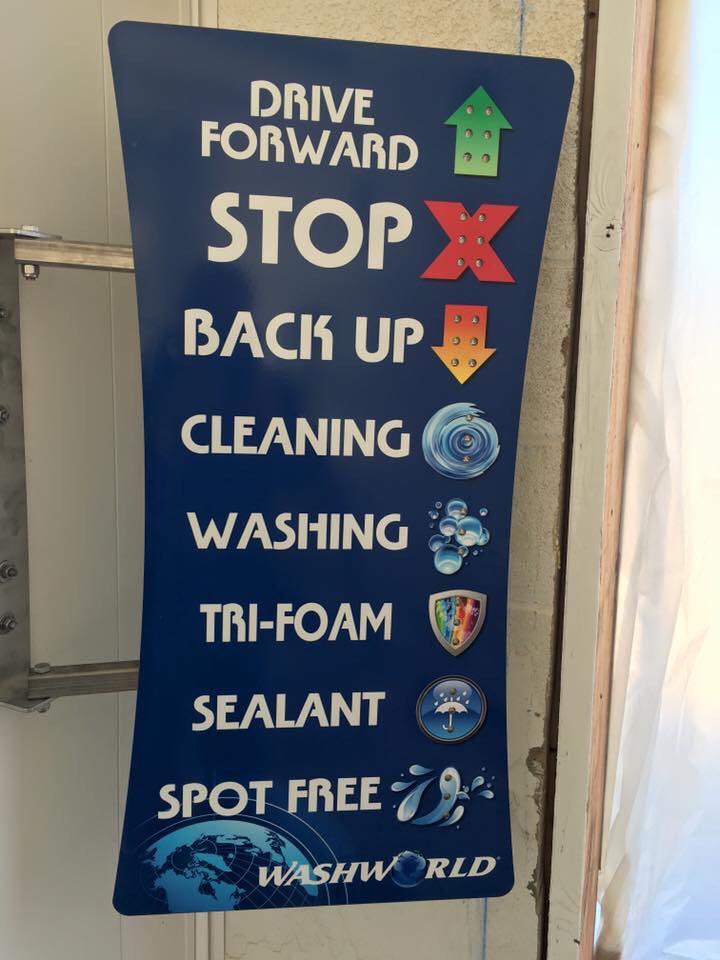 DRIVE
FORWARD
STOP
BACK UP
CLEANING
WASHING
TRI-FOAM
SEALANT
SPOT FREE
WASHWORLD